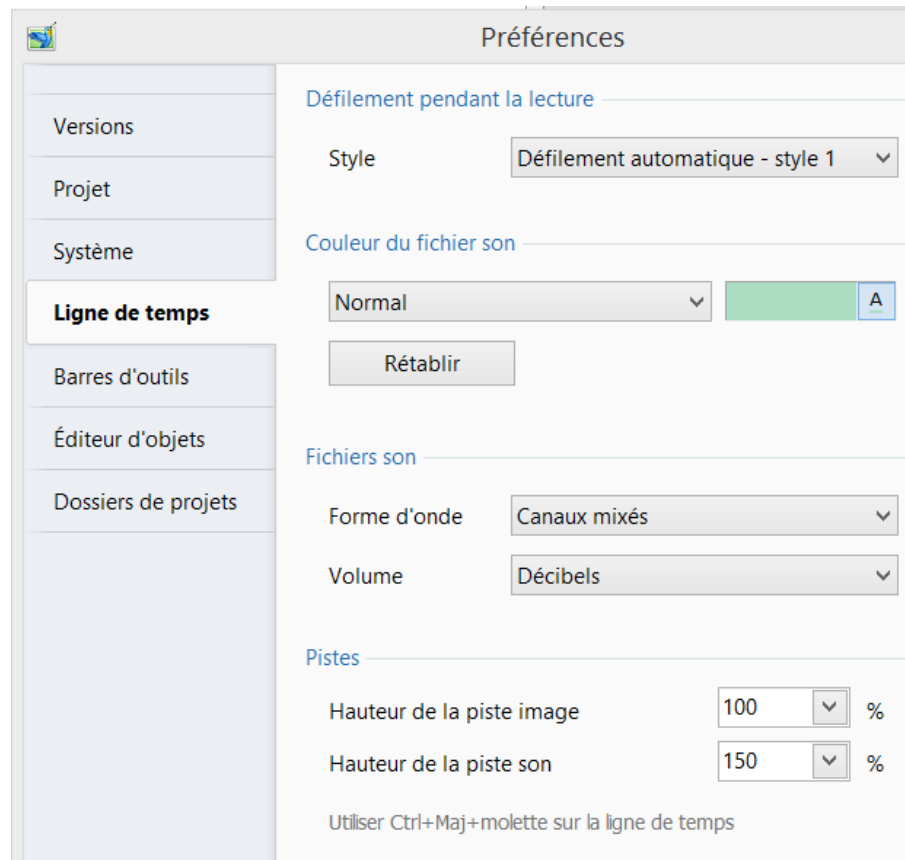 Préférences
Versions
Projet
Système
Ligne de temps
Barres d'outils
Éditeur d'objets
Dossiers de projets
Défilement pendant la lecture
Style Défilement automatique - style 1
Couleur du fichier son
Normal A
Rétablir
Fichiers son
Forme d'onde Canaux mixés
Volume Décibels
Pistes
Hauteur de la piste image 100 %
Hauteur de la piste son 150 %
Utiliser Ctrl+Maj+molette sur la ligne de temps